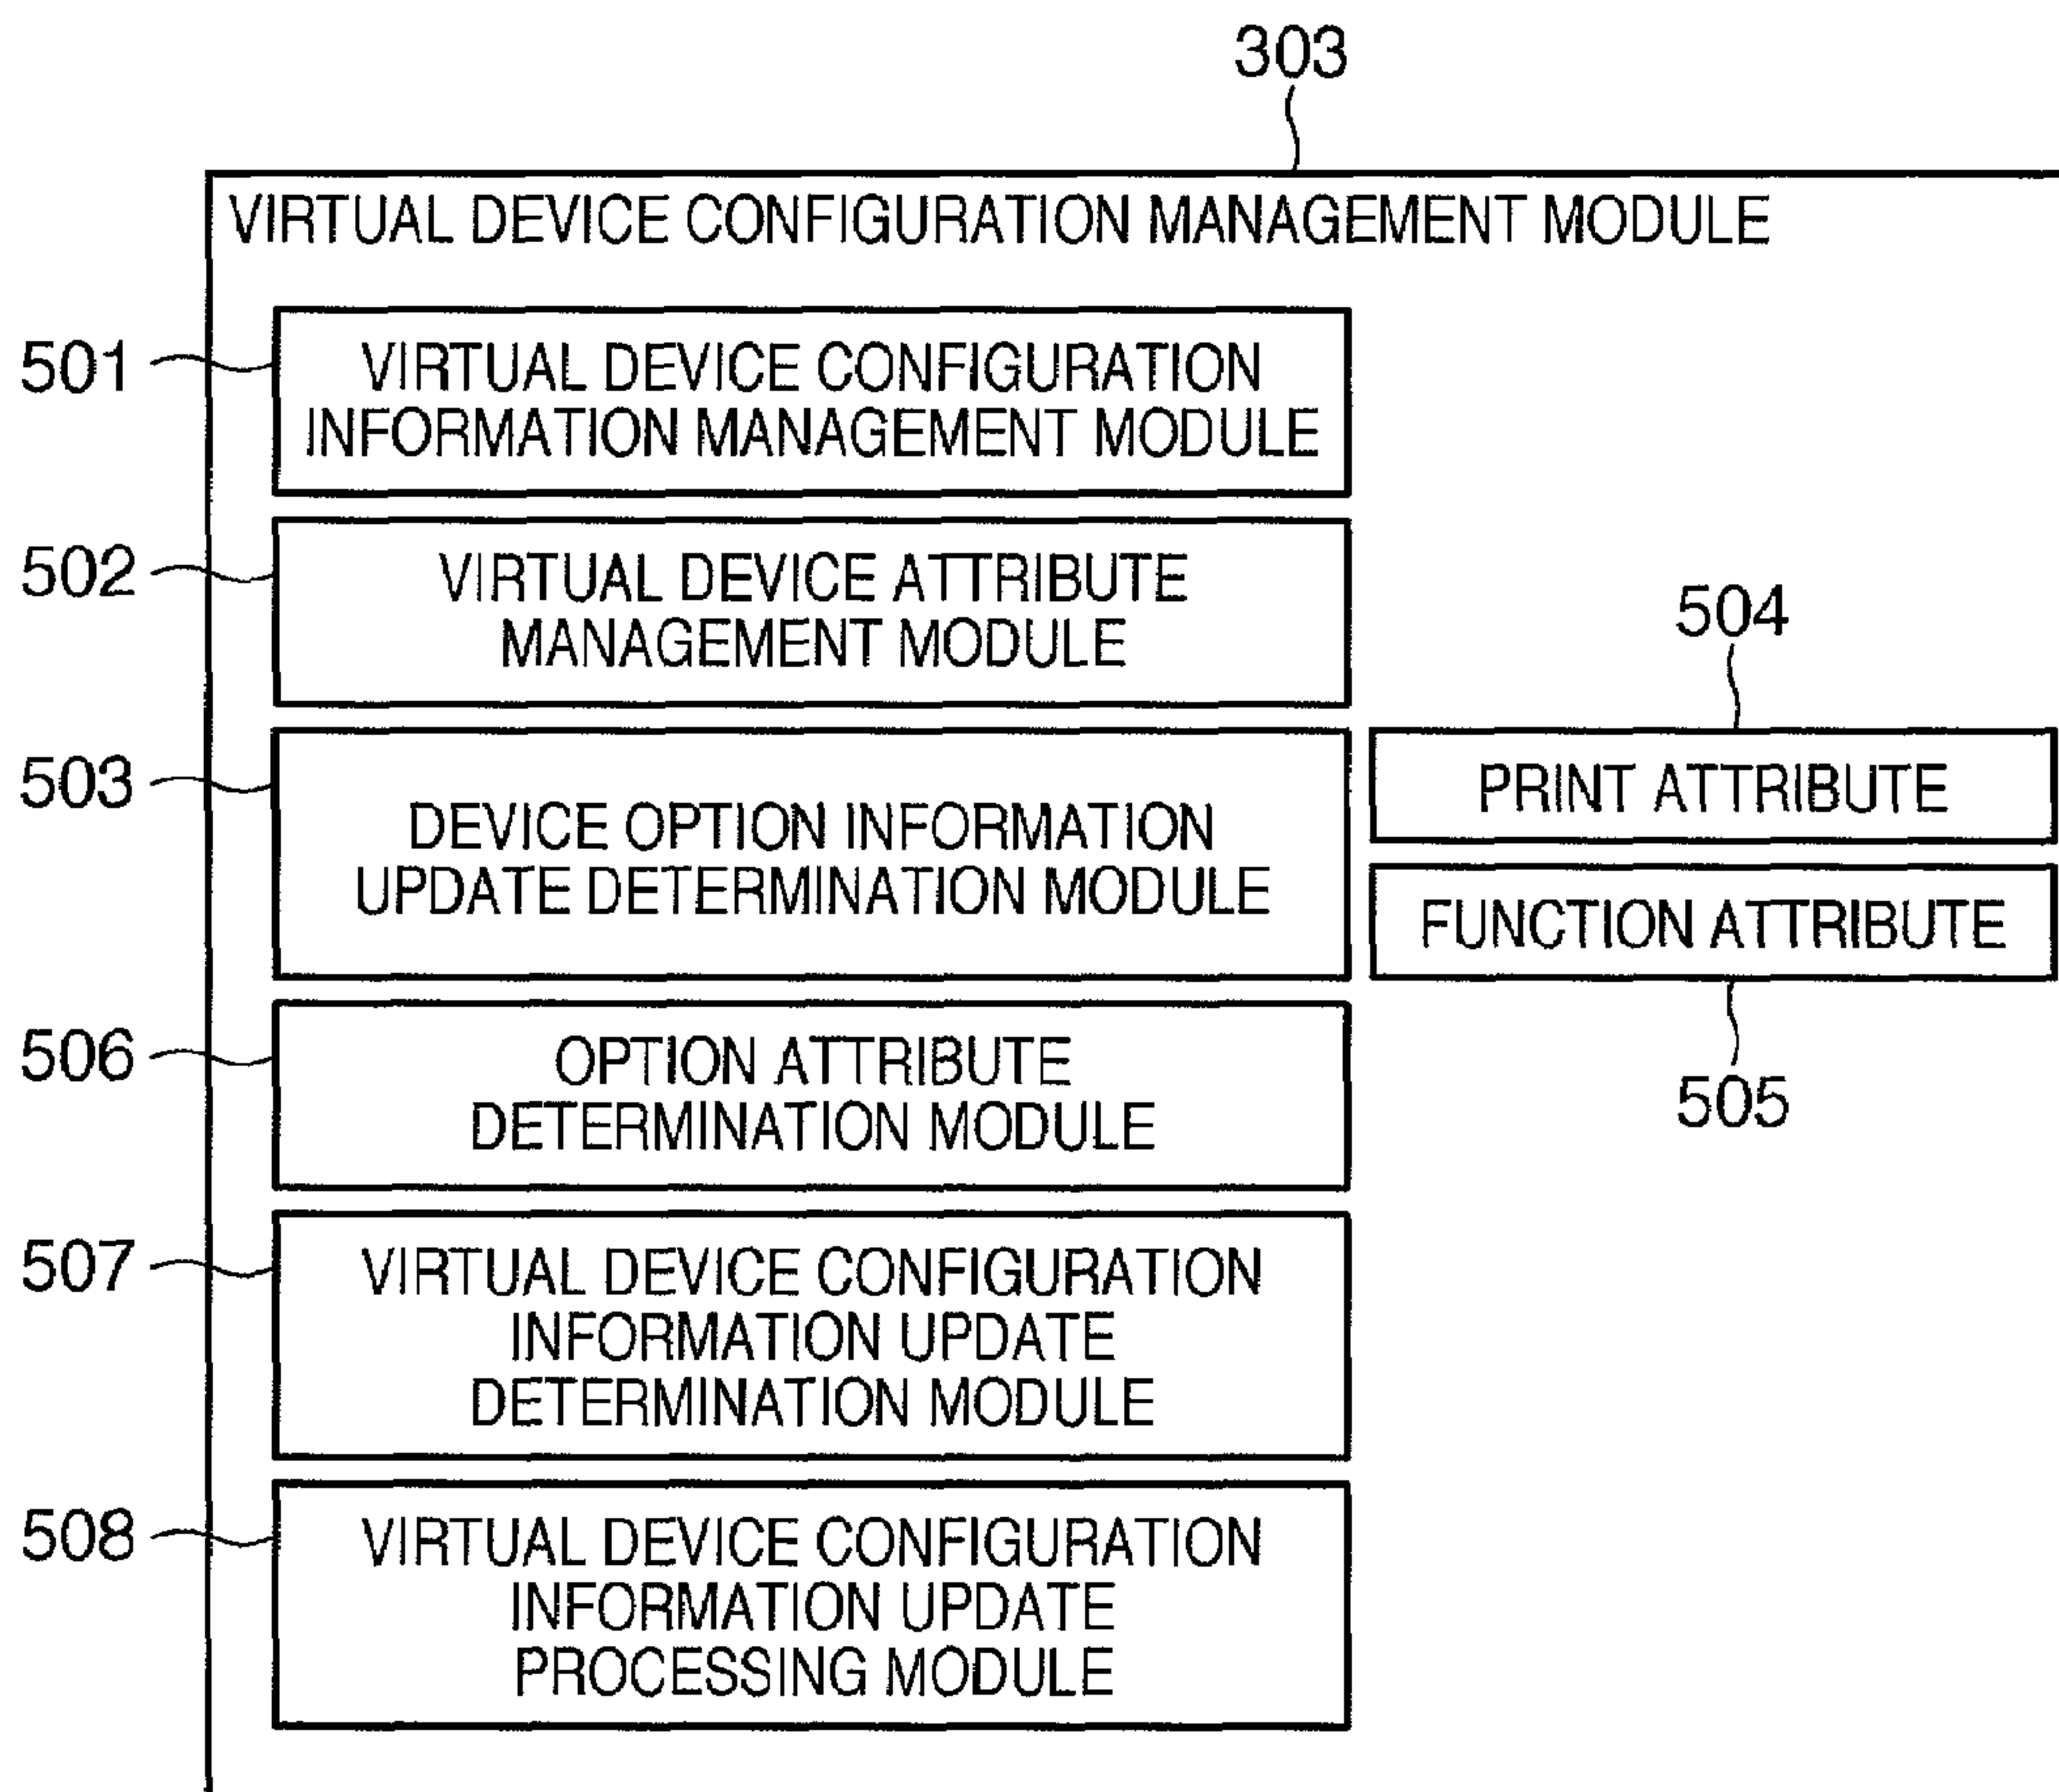 303
VIRTUAL DEVICE CONFIGURATION MANAGEMENT MODULE
501
VIRTUAL DEVICE CONFIGURATION
INFORMATION MANAGEMENT MODULE
502
VIRTUAL DEVICE ATTRIBUTE
MANAGEMENT MODULE
503
DEVICE OPTION INFORMATION
UPDATE DETERMINATION MODULE
504
PRINT ATTRIBUTE
FUNCTION ATTRIBUTE
505
506
OPTION ATTRIBUTE
DETERMINATION MODULE
507
VIRTUAL DEVICE CONFIGURATION
INFORMATION UPDATE
DETERMINATION MODULE
508
VIRTUAL DEVICE CONFIGURATION
INFORMATION UPDATE
PROCESSING MODULE